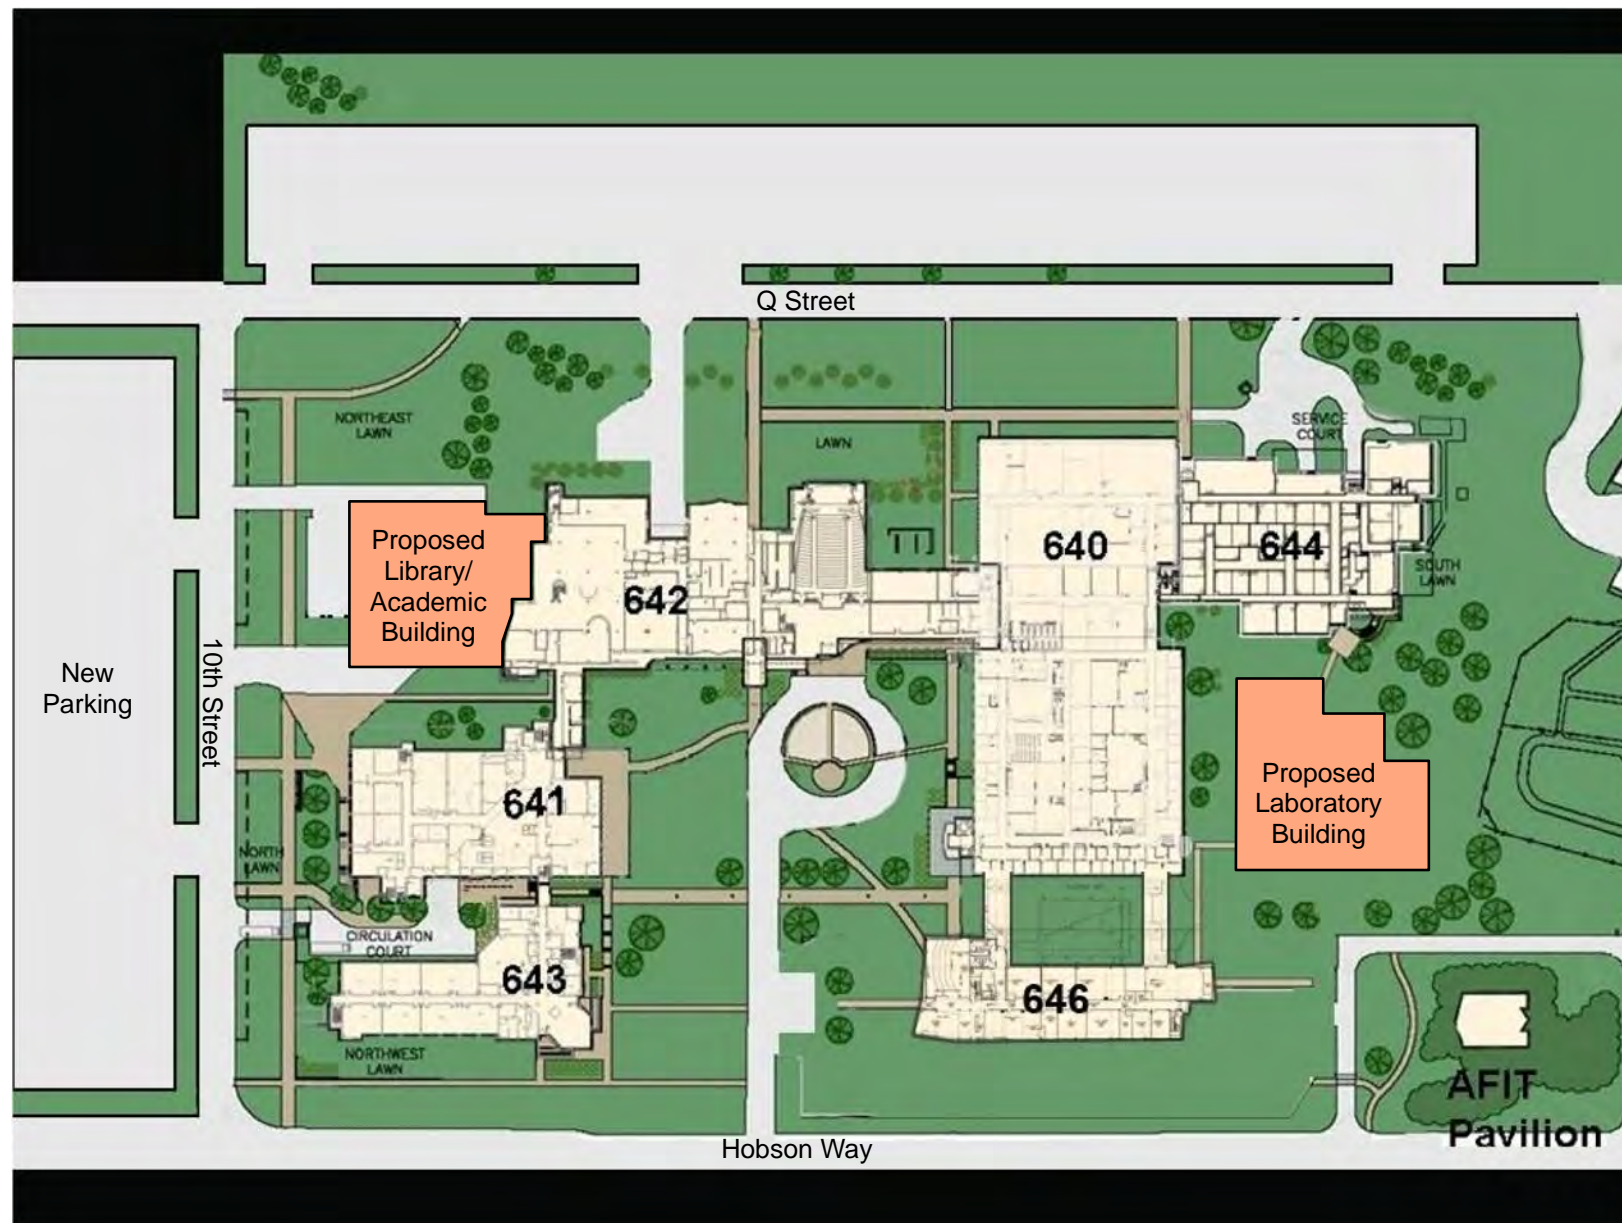 Q Street
NORTHEAST
LAWN
LAWN
SERVICE
COURT
Proposed
Library/
Academic
Building
640
644
642
SOUTH
LAWN
New
Parking
10th Street
641
Proposed
Laboratory
Building
NORTH
LAWN
CIRCULATION
COURT
643
646
NORTHWEST
LAWN
AFIT
Pavilion
Hobson Way